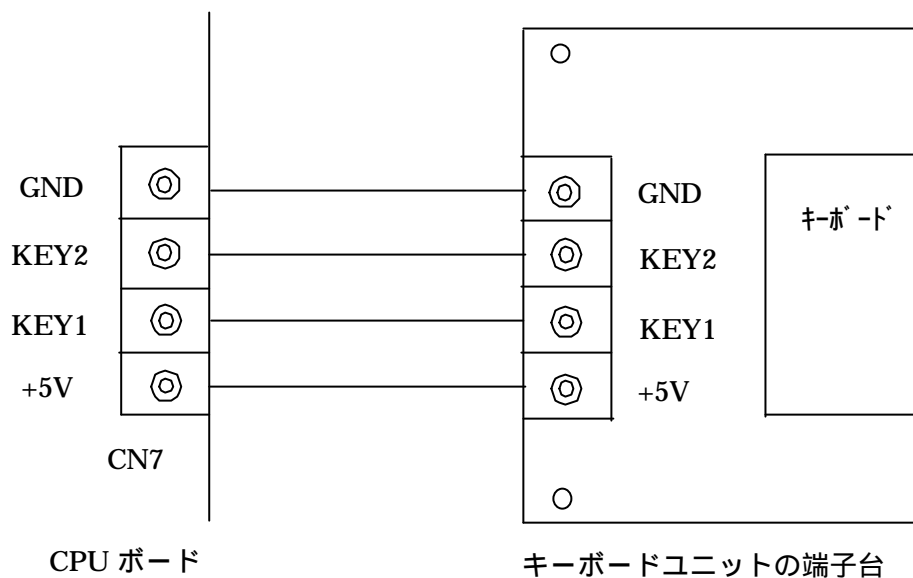 GND
KEY2
KEY1
+5V
CN7
CPU ボード
GND
KEY2
KEY1
+5V
ｷｰﾎﾞｰﾄﾞ
キーボードユニットの端子台